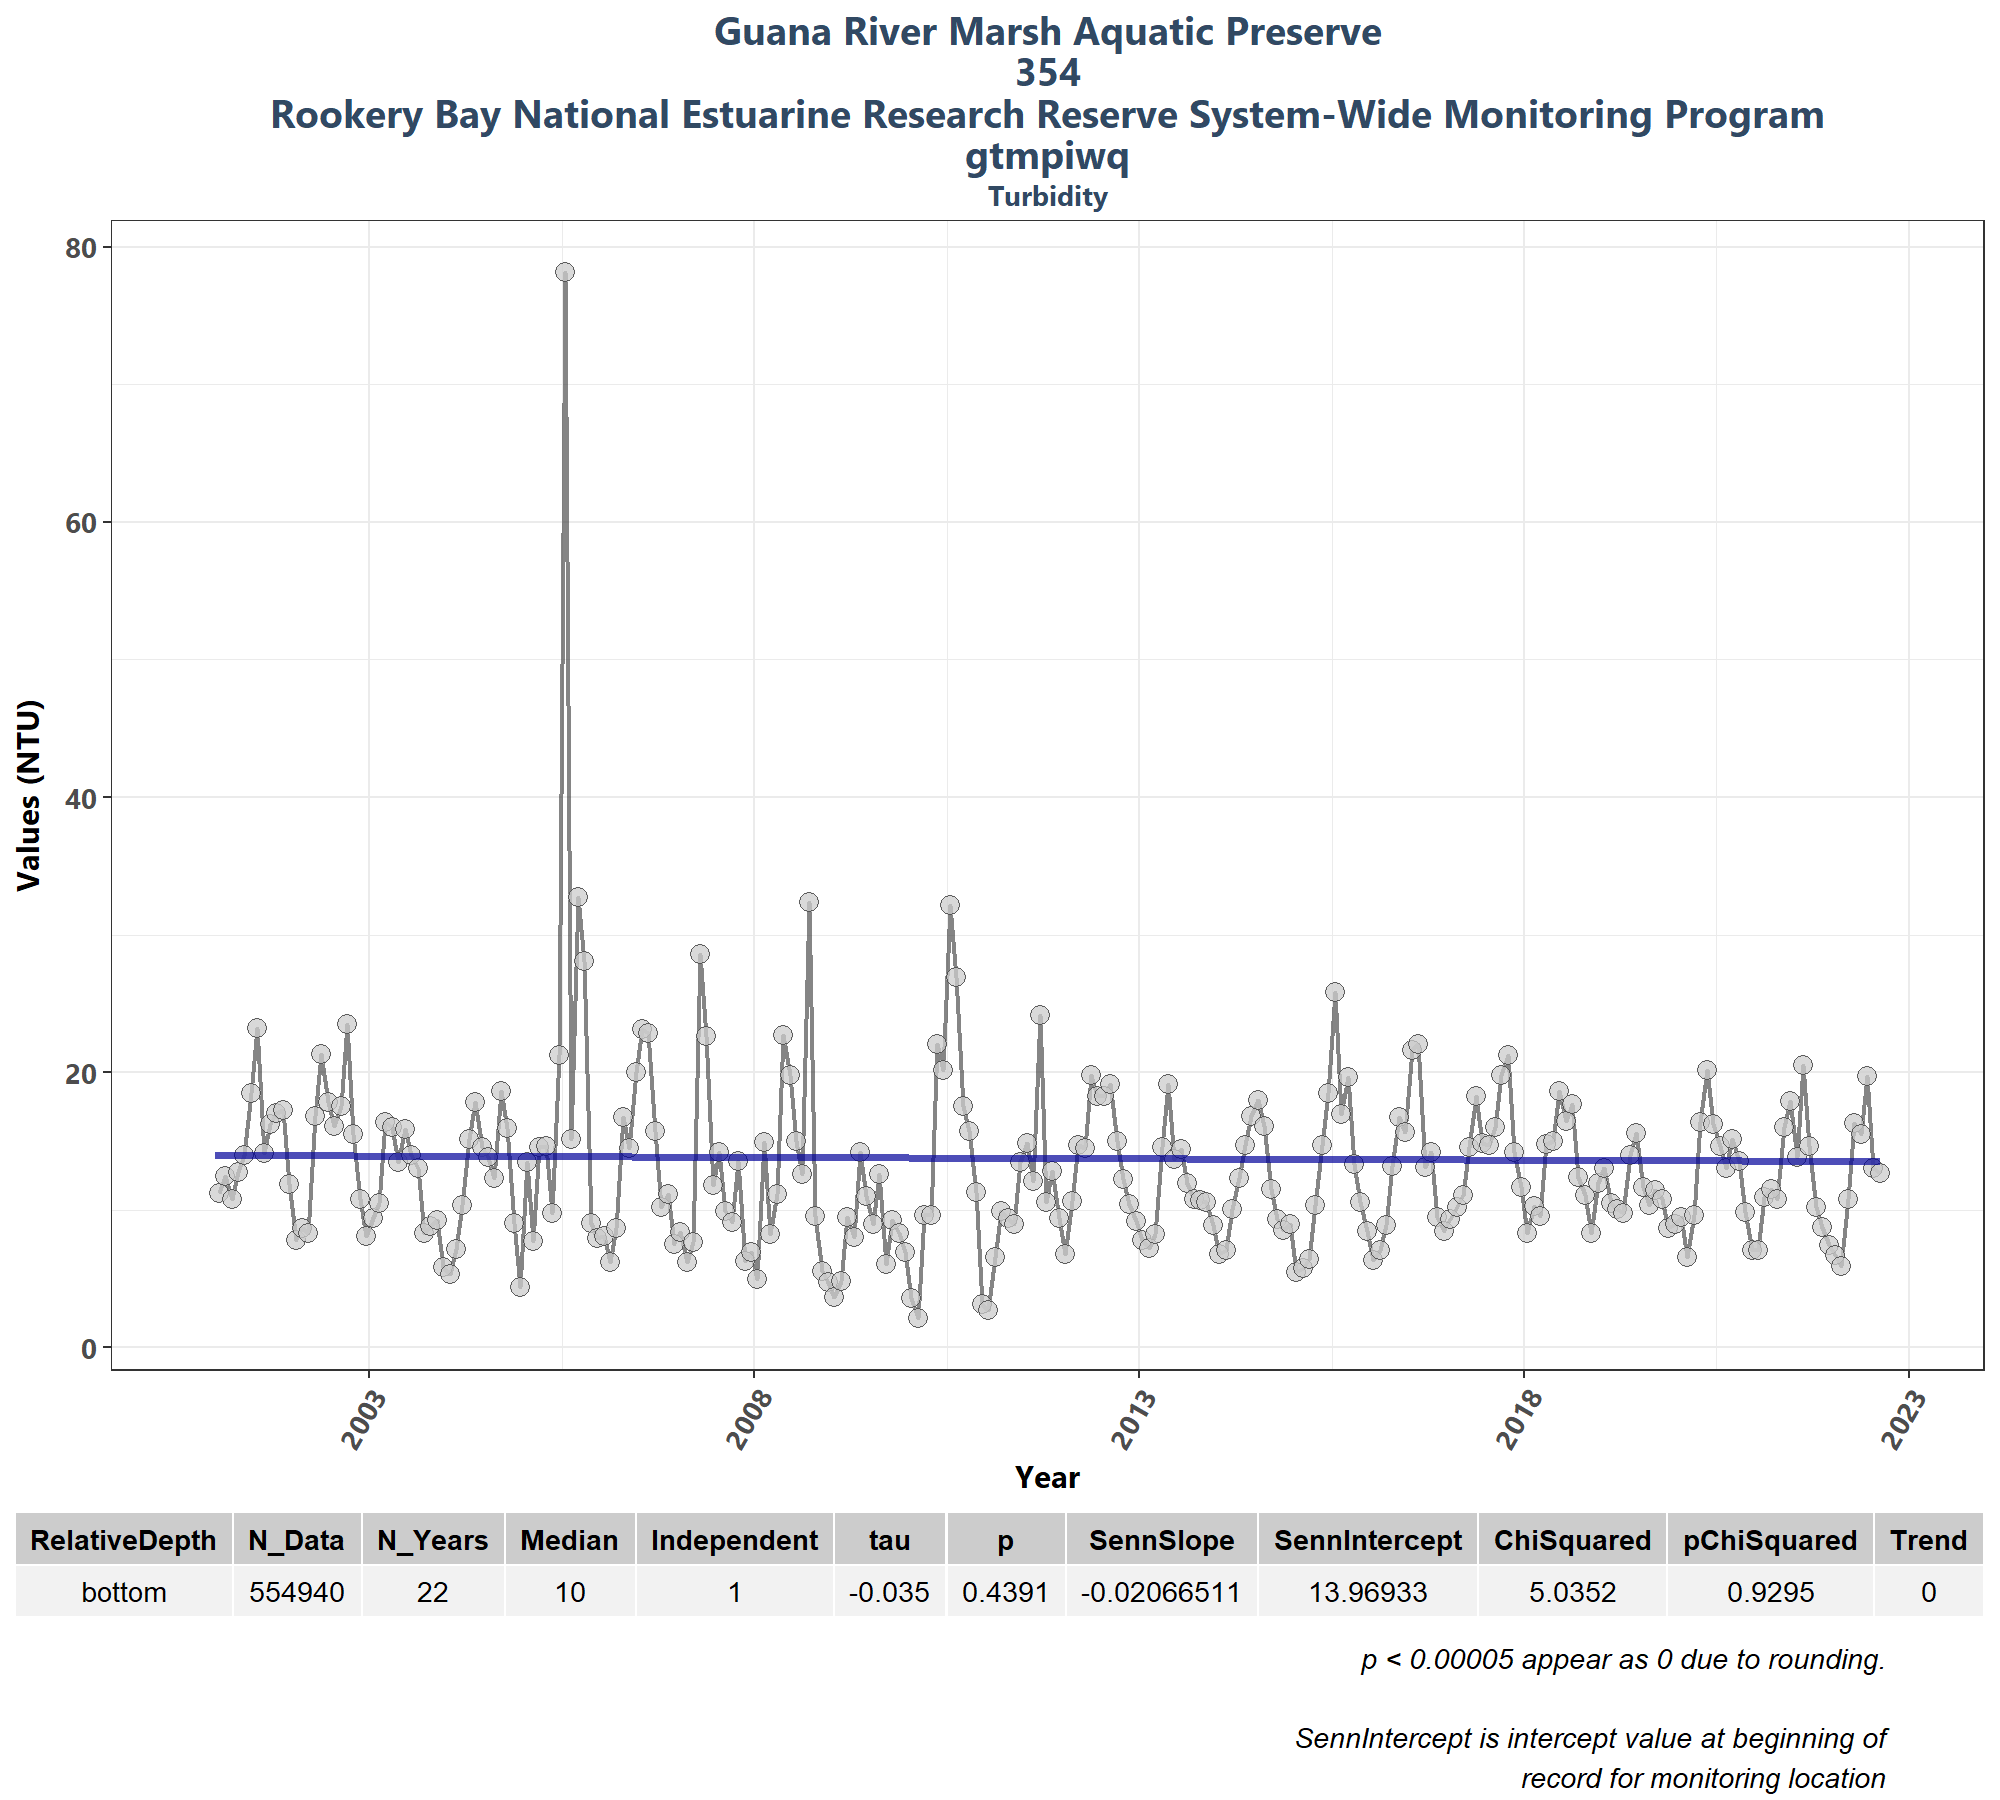 Guana River Marsh Aquatic Preserve
354
Rookery Bay National Estuarine Research Reserve System-Wide Monitoring Program
gtmpiwq
Turbidity
80
60
40
20
0
Values (NTU)
2003 2008 2013 2018 2023
Year
RelativeDepth N_Data N_Years Median Independent tau p SennSlope SennIntercept ChiSquared pChiSquared Trend
bottom 554940 22 10 1 -0.035 0.4391 -0.02066511 13.96933 5.0352 0.9295 0
p < 0.00005 appear as 0 due to rounding.
SennIntercept is intercept value at beginning of
record for monitoring location